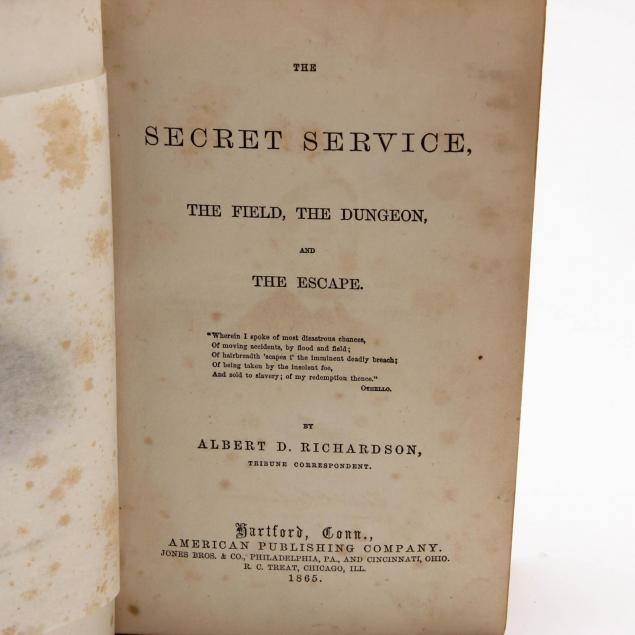 THE
SECRET SERVICE,
THE FIELD, THE DUNGEON,
AND
THE ESCAPE.
"Wherein I spoke of most disastrous chances,
Of moving accidents, by flood and field;
Of hairbreadth 'scapes i' the imminent deadly breach;
Of being taken by the insolent foe,
And sold to slavery; of my redemption thence."
OTHELLO.
BY
ALBERT D. RICHARDSON,
TRIBUNE CORRESPONDENT.
Hartford, Conn.,
AMERICAN PUBLISHING COMPANY.
JONES BROS. & CO., PHILADELPHIA, PA., AND CINCINNATI, OHIO.
R. C. TREAT, CHICAGO, ILL.
1865.